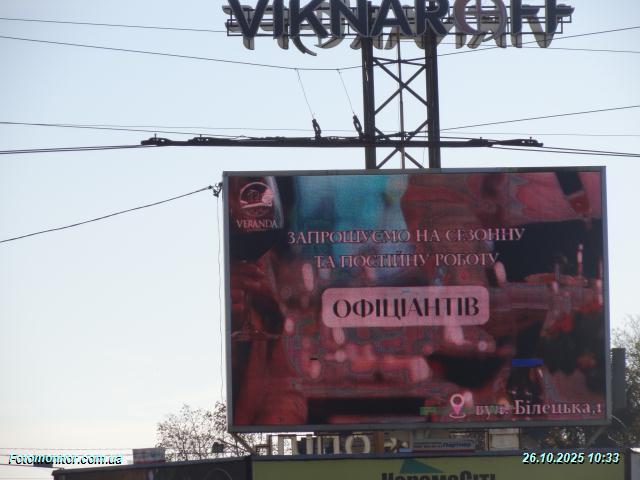 VIKNAROFF
VERANDA
ЗАПРОШУЄМО НА СЕЗОННУ
ТА ПОСТІЙНУ РОБОТУ
ОФІЦІАНТІВ
вул. Білецька,1
Fotomonitor.com.ua
26.10.2025 10:33